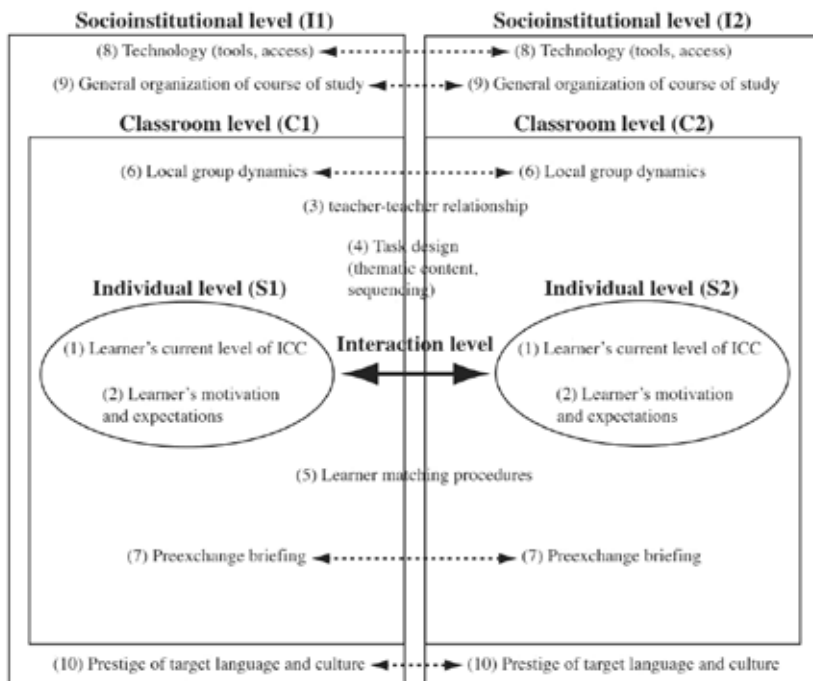 Socioinstitutional level (I1)
Socioinstitutional level (I2)
(8) Technology (tools, access)
(8) Technology (tools, access)
(9) General organization of course of study
(9) General organization of course of study
Classroom level (C1)
Classroom level (C2)
(6) Local group dynamics
(6) Local group dynamics
(3) teacher-teacher relationship
(4) Task design
(thematic content,
sequencing)
Individual level (S1)
Individual level (S2)
(1) Learner's current level of ICC
Interaction level
(1) Learner's current level of ICC
(2) Learner's motivation
and expectations
(2) Learner's motivation
and expectations
(5) Learner matching procedures
(7) Preexchange briefing
(7) Preexchange briefing
(10) Prestige of target language and culture
(10) Prestige of target language and culture